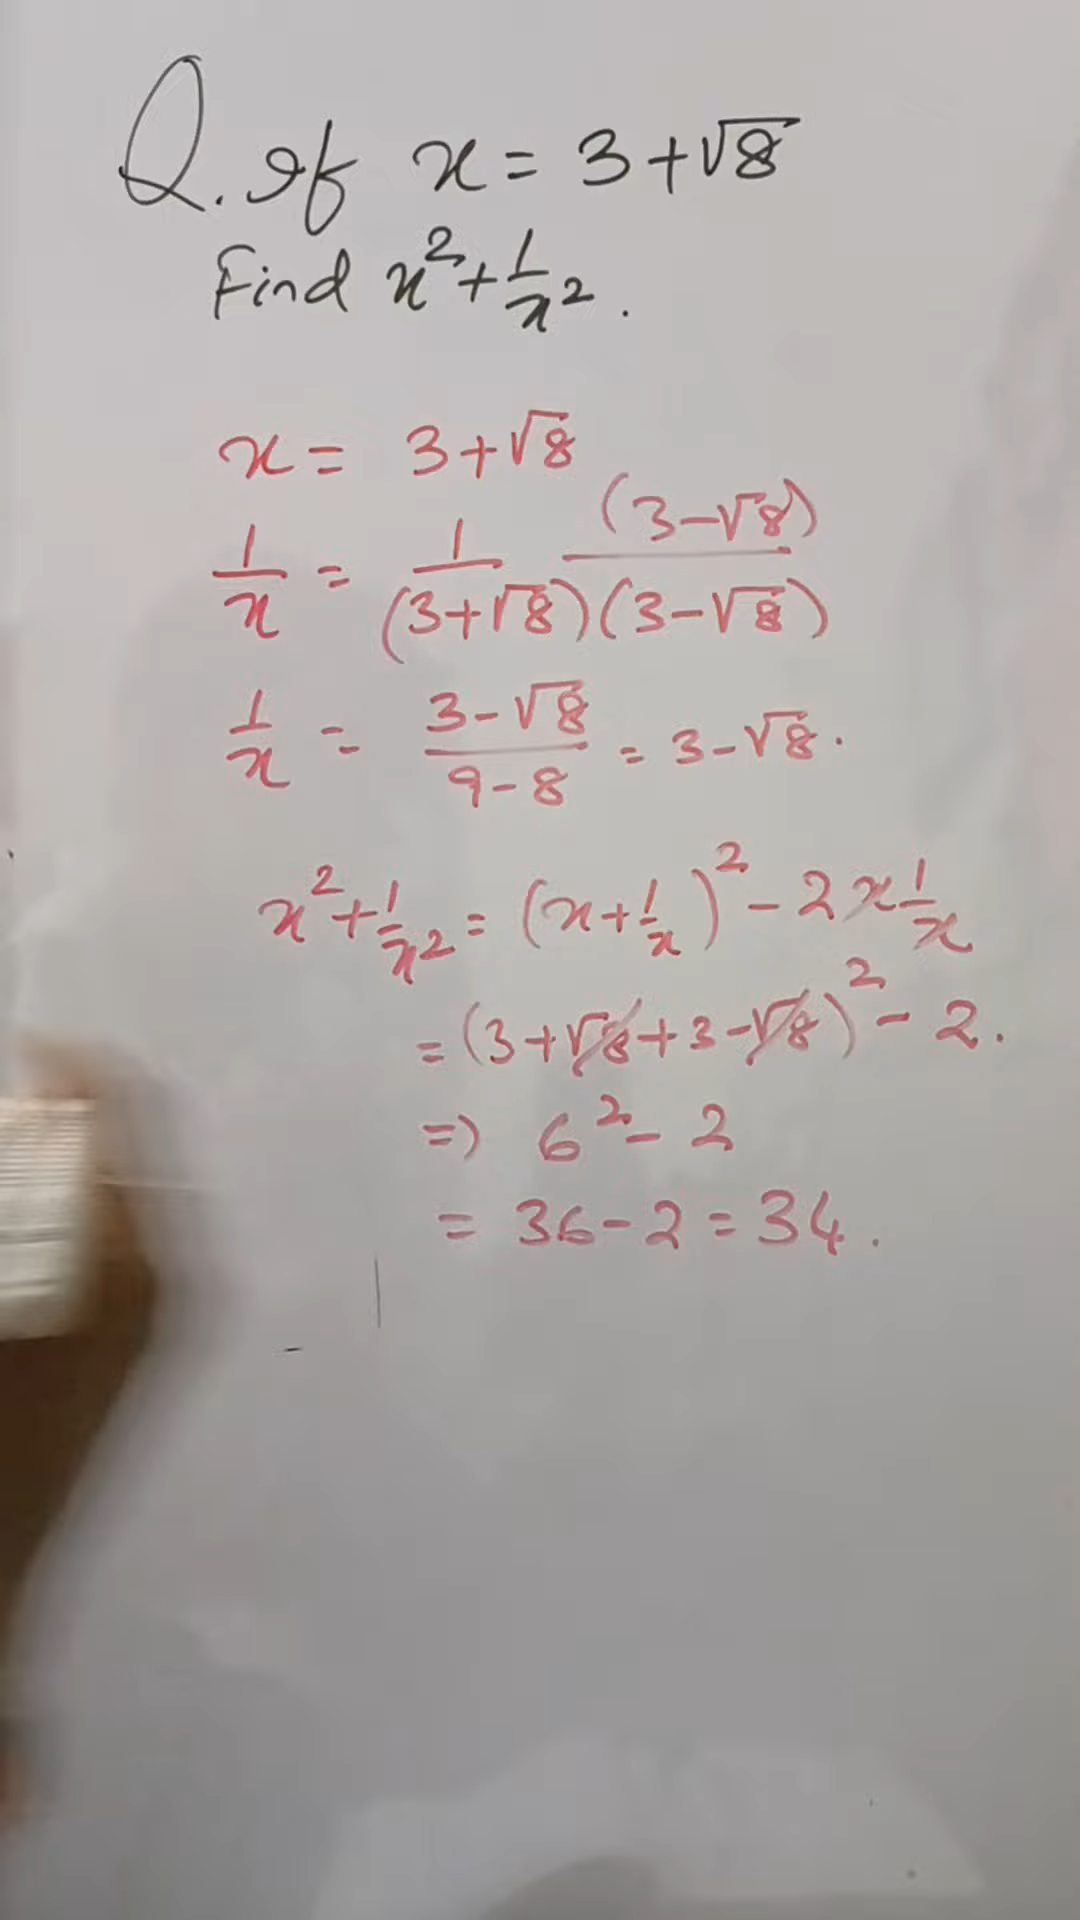 Q. If x = 3+√8
Find x²+1/x².
x = 3+√8
1/x = 1/(3+√8) (3-√8)/(3-√8)
1/x = (3-√8)/(9-8) = 3-√8.
x²+1/x² = (x+1/x)² - 2 x 1/x
= (3+√8+3-√8)² - 2.
=) 6² - 2
= 36-2 = 34.